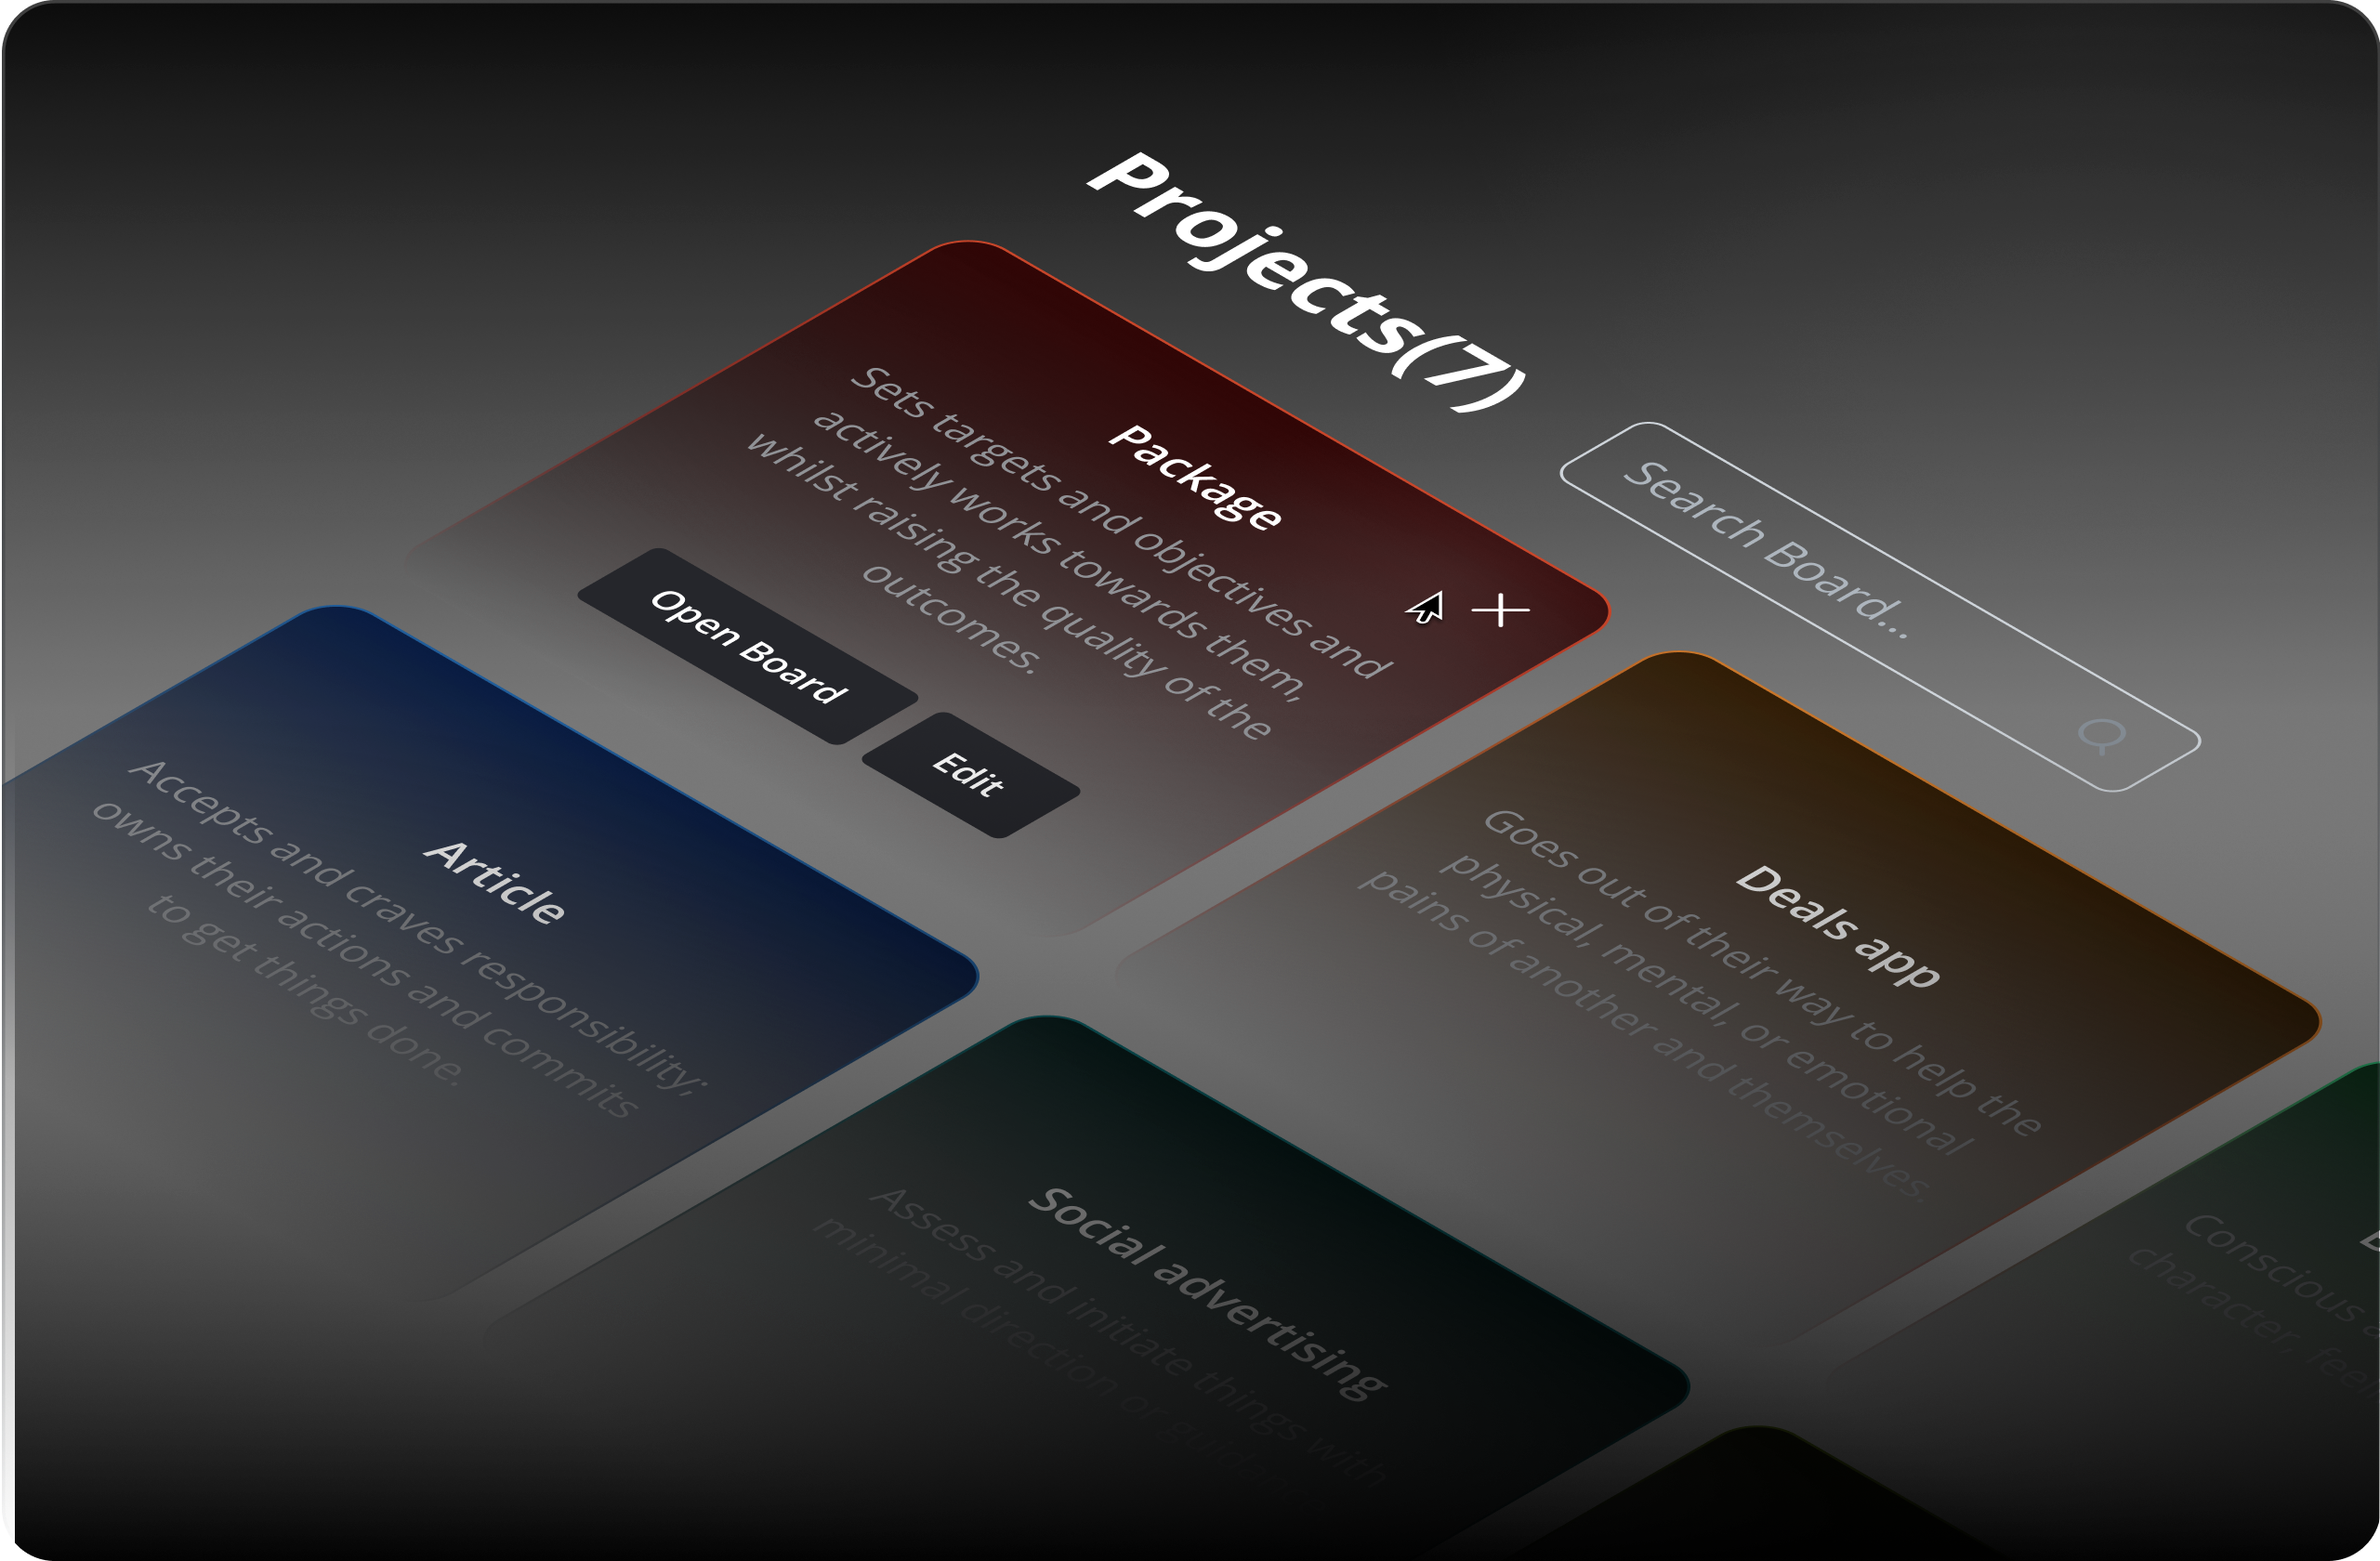 Projects(7)
Search Board...
Package
Sets targets and objectives and
actively works towards them,
whilst raising the quality of the
outcomes.
Open Board
Edit
Deals app
Goes out of their way to help the
physical, mental, or emotional
pains of another and themselves.
Article
Accepts and craves responsibility;
owns their actions and commits
to get things done.
Social advertising
Assess and initiate things with
minimal direction or
Conscious
character, feel